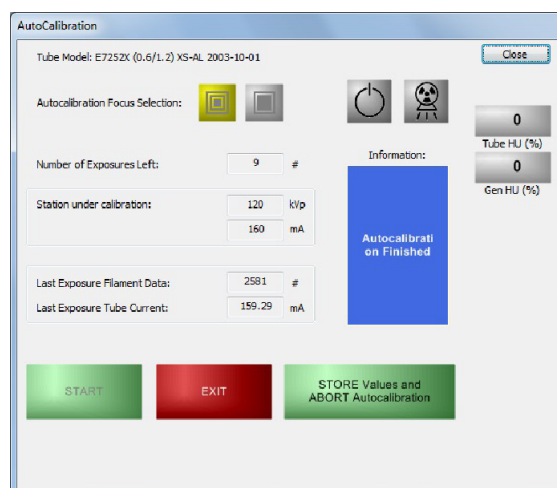 AutoCalibration
Tube Model: E7252X (0.6/1.2) XS-AL 2003-10-01
Close
Autocalibration Focus Selection:
0
Tube HU (%)
Number of Exposures Left:
9
#
Information:
0
Gen HU (%)
Station under calibration:
120
kVp
160
mA
Autocalibrati
on Finished
Last Exposure Filament Data:
2581
#
Last Exposure Tube Current:
159.29
mA
START
EXIT
STORE Values and
ABORT Autocalibration